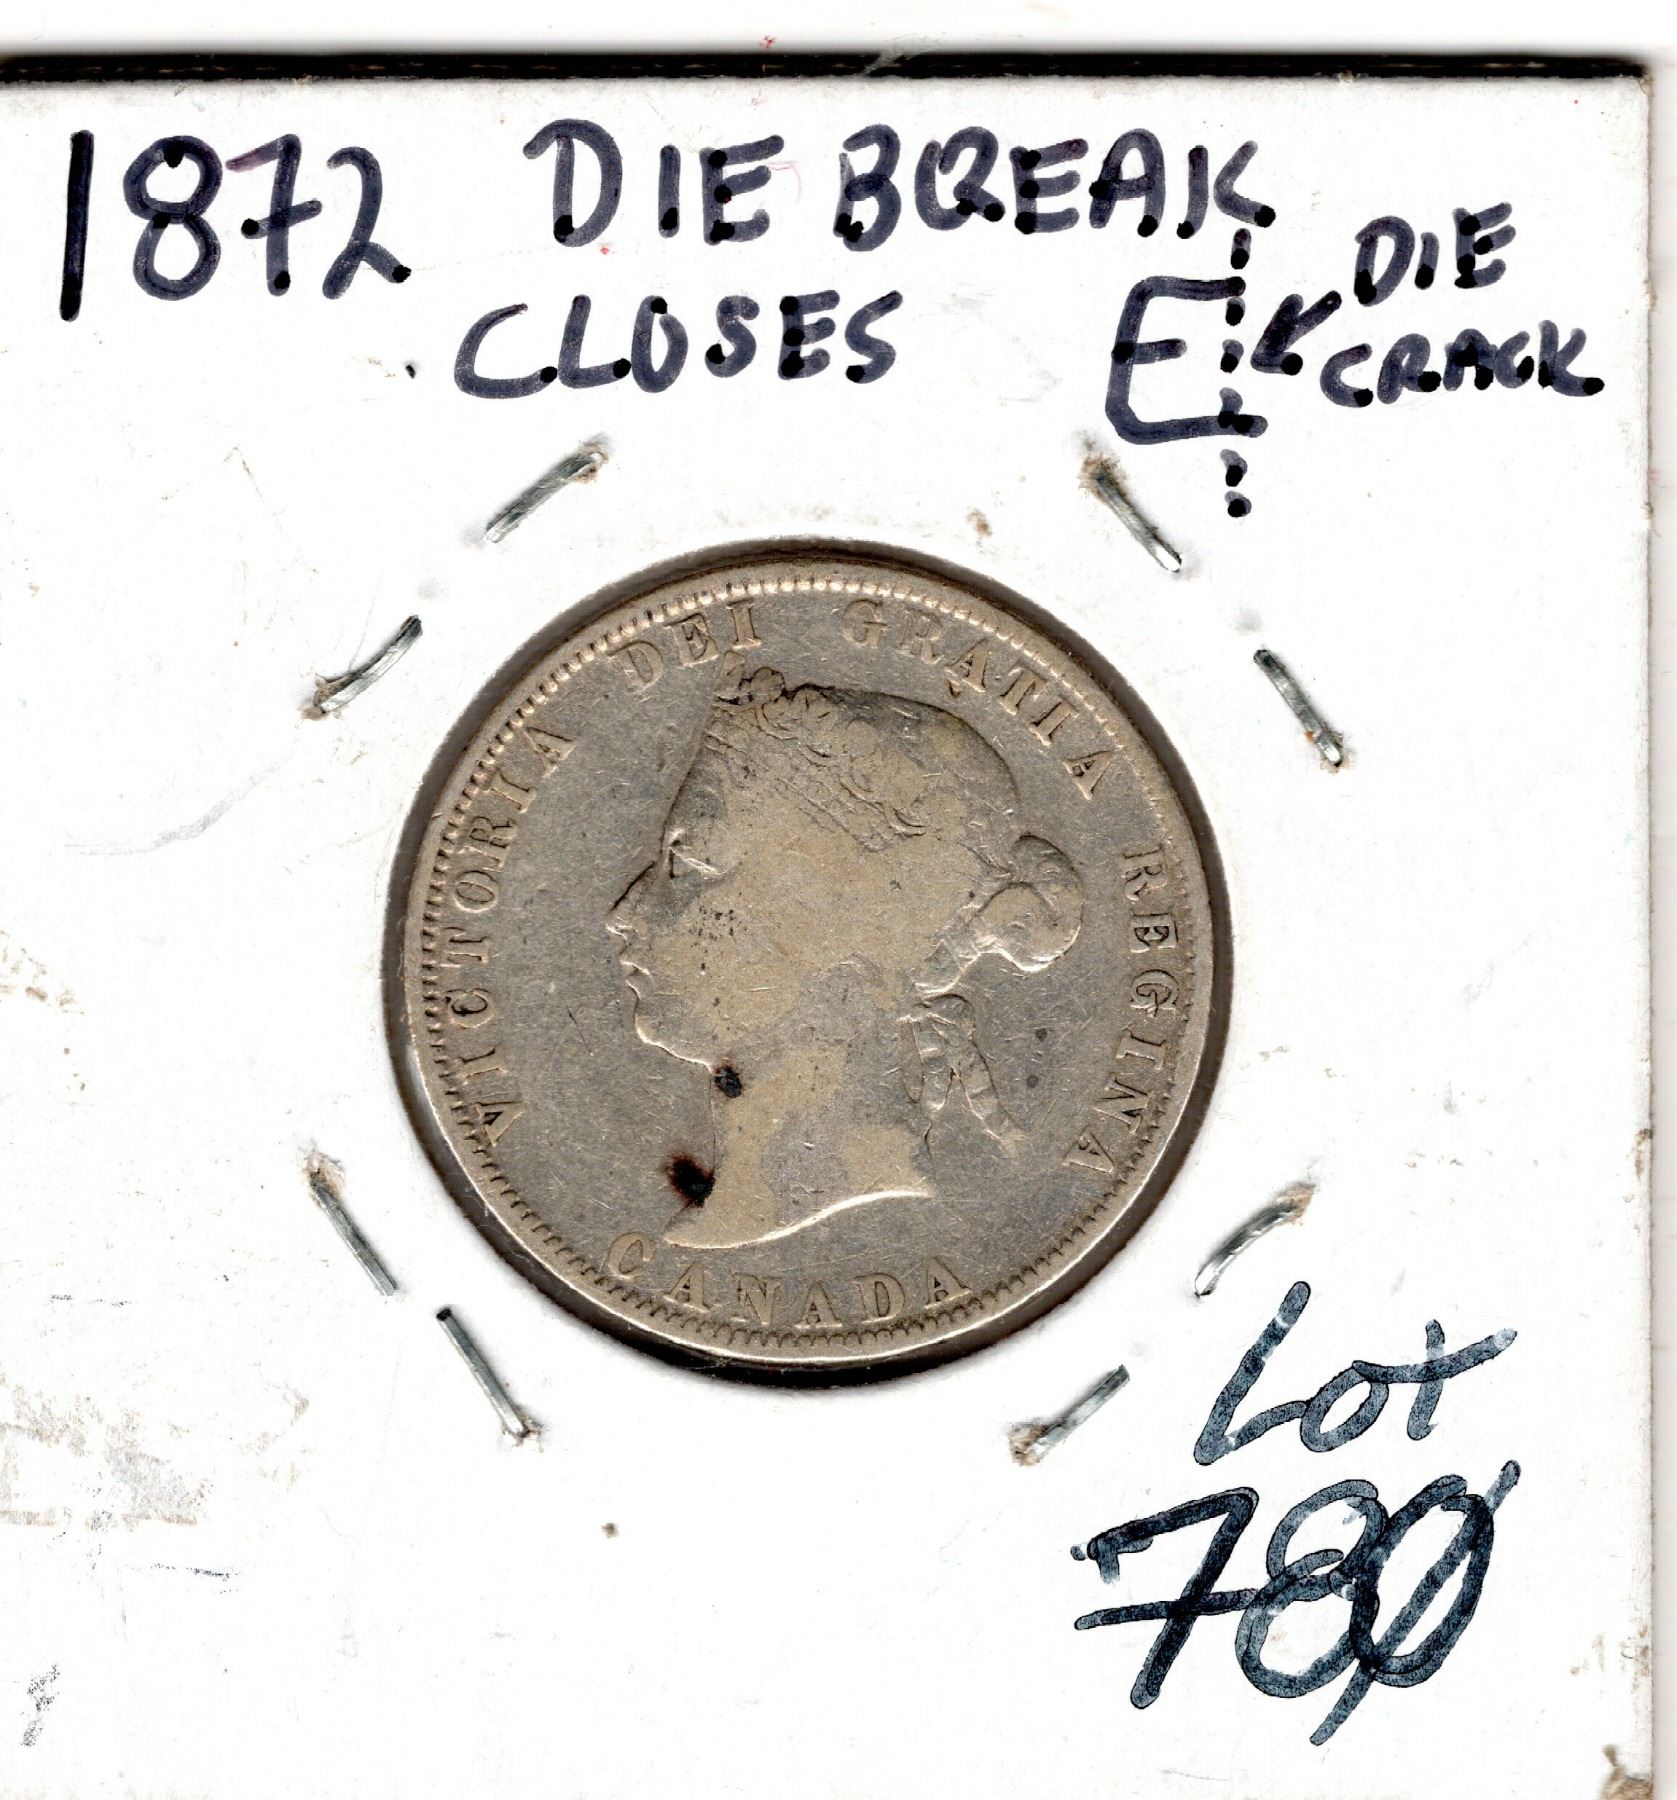 1872 DIE BREAK
CLOSES E DIE
CRACK
VICTORIA DEI GRATIA REGINA
CANADA
Lot
780